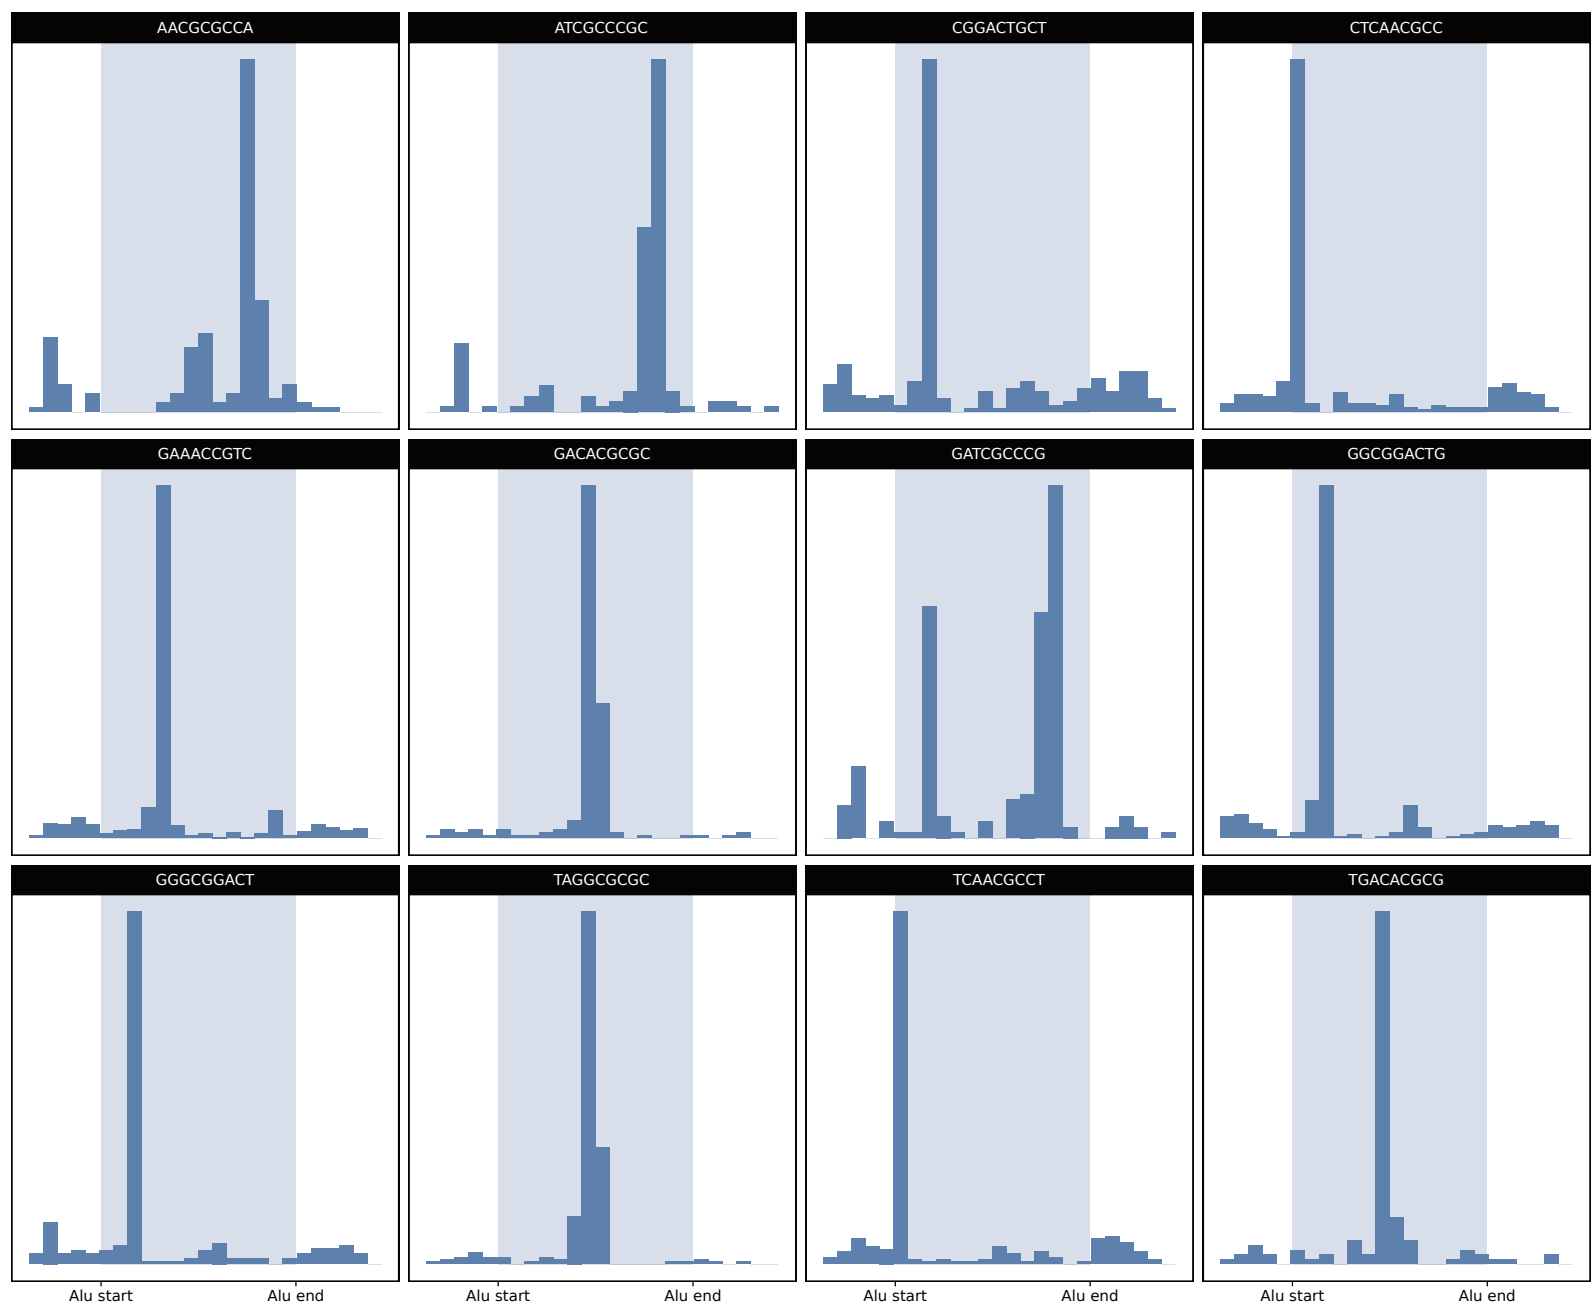 AACGCGCCA
ATCGCCCGC
CGGACTGCT
CTCAACGCC
GAAACCGTC
GACACGCGC
GATCGCCCG
GGCGGACTG
GGGCGGACT
TAGGCGCGC
TCAACGCCT
TGACACGCG
Alu start
Alu end
Alu start
Alu end
Alu start
Alu end
Alu start
Alu end